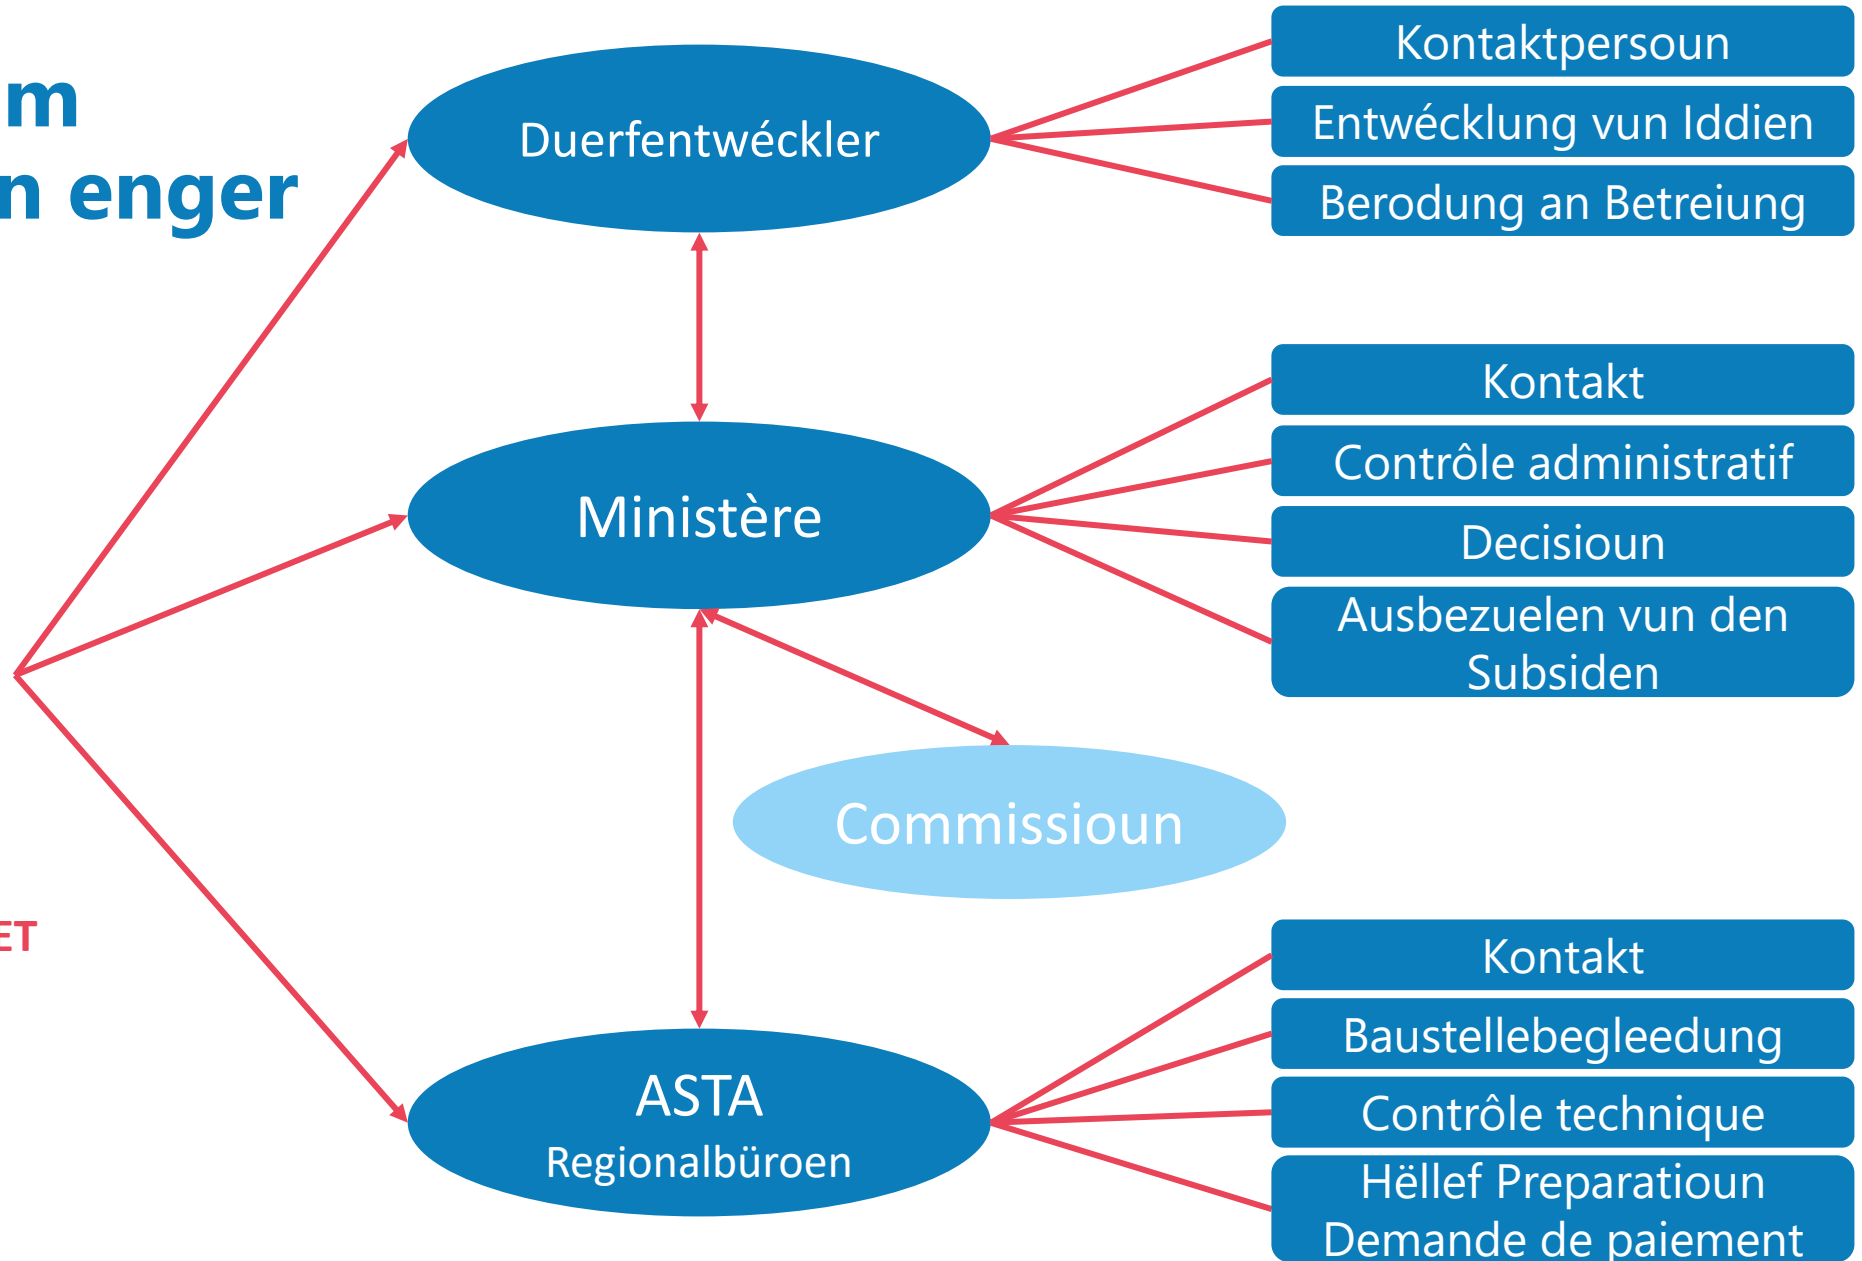 m
n enger
Duerfentwéckler
Kontaktpersoun
Entwécklung vun Iddien
Berodung an Betreiung
Ministère
Kontakt
Contrôle administratif
Decisioun
Ausbezuelen vun den
Subsiden
Commissioun
ET
ASTA
Regionalbüroen
Kontakt
Baustellebegleedung
Contrôle technique
Hëllef Preparatioun
Demande de paiement